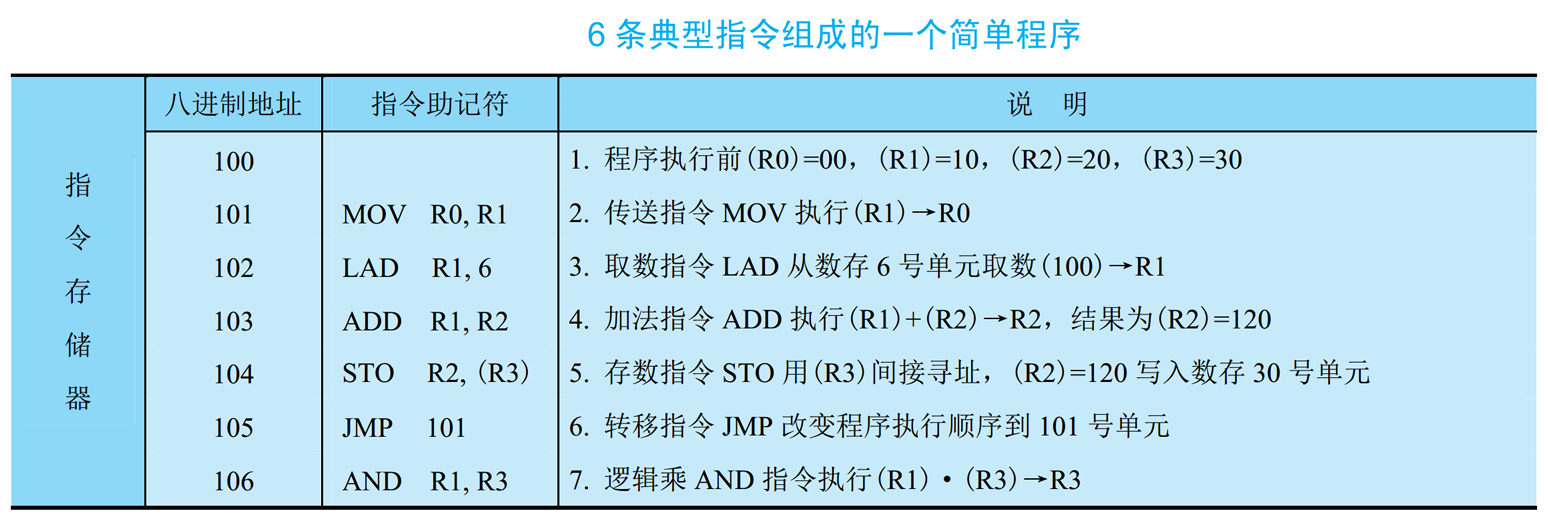 6 条典型指令组成的一个简单程序
指令存储器
八进制地址 指令助记符 说 明
100 1. 程序执行前(R0)=00，(R1)=10，(R2)=20，(R3)=30
101 MOV R0, R1 2. 传送指令 MOV 执行(R1)→R0
102 LAD R1, 6 3. 取数指令 LAD 从数存 6 号单元取数(100)→R1
103 ADD R1, R2 4. 加法指令 ADD 执行(R1)+(R2)→R2，结果为(R2)=120
104 STO R2, (R3) 5. 存数指令 STO 用(R3)间接寻址，(R2)=120 写入数存 30 号单元
105 JMP 101 6. 转移指令 JMP 改变程序执行顺序到 101 号单元
106 AND R1, R3 7. 逻辑乘 AND 指令执行(R1)·(R3)→R3